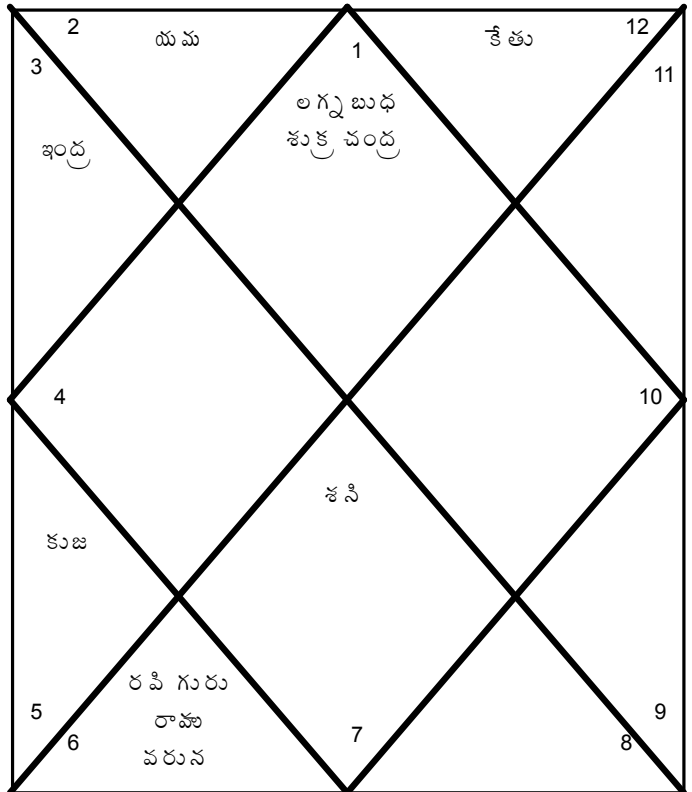 2
యమ
1
కేతు
12
3
11
లగ్న బుధ
శుక్ర చంద్ర
ఇంద్ర
4
10
శని
కుజ
రవి గురు
రాహు
వరున
5
6
7
8
9